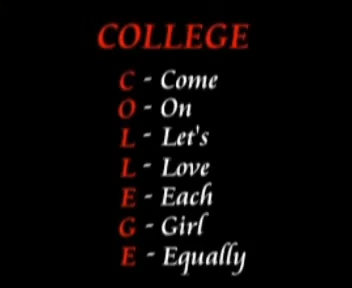 COLLEGE
C - Come
O - On
L - Let's
L - Love
E - Each
G - Girl
E - Equally